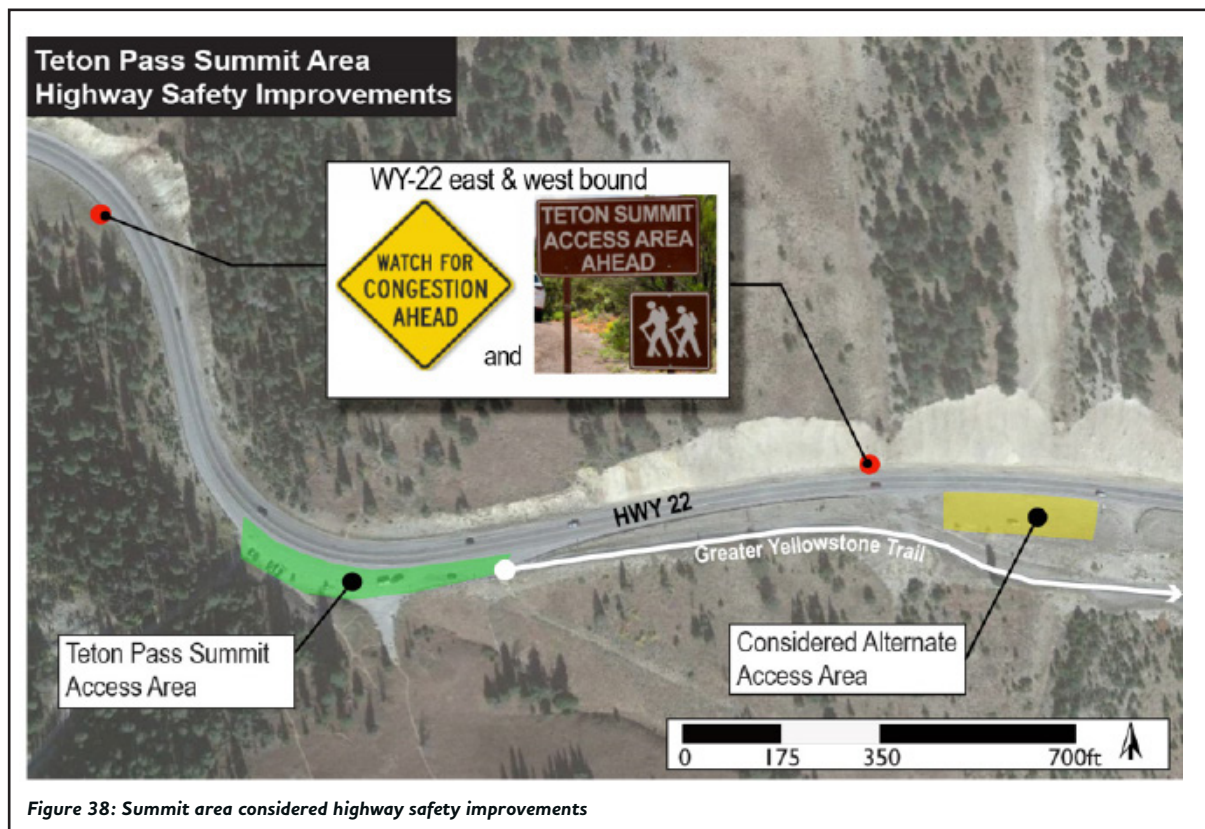 Teton Pass Summit Area
Highway Safety Improvements
WY-22 east & west bound
WATCH FOR
CONGESTION
AHEAD
and
TETON SUMMIT
ACCESS AREA
AHEAD
HWY 22
Greater Yellowstone Trail
Teton Pass Summit
Access Area
Considered Alternate
Access Area
0 175 350 700ft
Figure 38: Summit area considered highway safety improvements